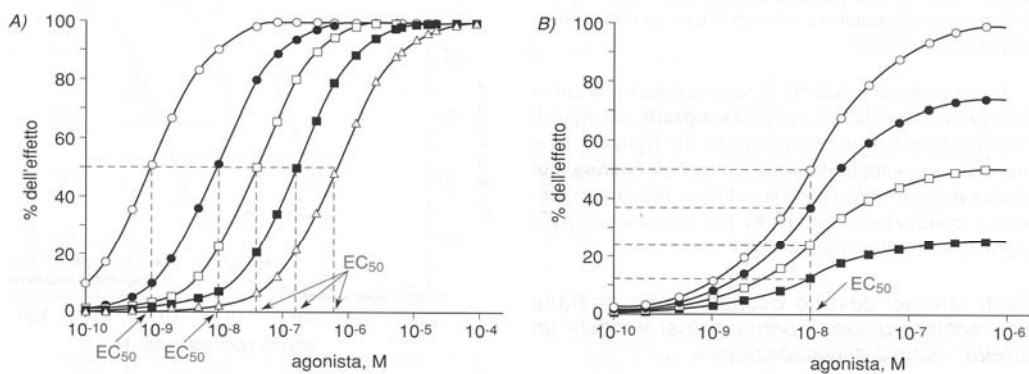 A)
% dell'effetto
100
80
60
40
20
0
10⁻¹⁰ 10⁻⁹ 10⁻⁸ 10⁻⁷ 10⁻⁶ 10⁻⁵ 10⁻⁴
EC₅₀
EC₅₀
EC₅₀
agonista, M
B)
% dell'effetto
100
80
60
40
20
0
10⁻⁹ 10⁻⁸ 10⁻⁷ 10⁻⁶
EC₅₀
agonista, M